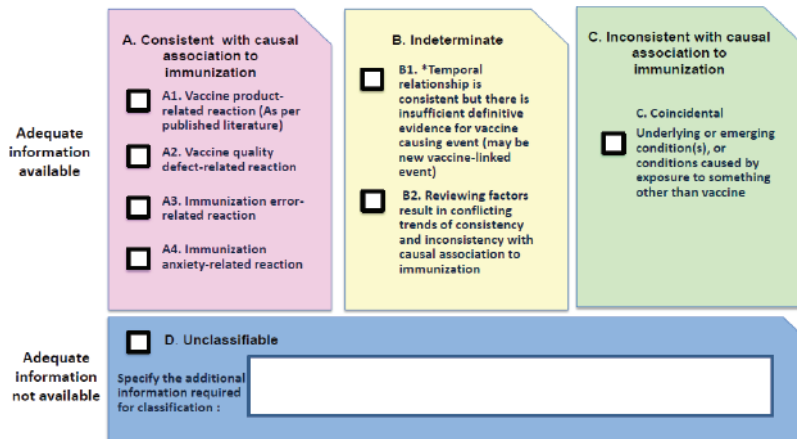 Adequate
information
available
A. Consistent with causal
association to
immunization
A1. Vaccine product-
related reaction (As per
published literature)
A2. Vaccine quality
defect-related reaction
A3. Immunization error-
related reaction
A4. Immunization
anxiety-related reaction
B. Indeterminate
B1. *Temporal
relationship is
consistent but there is
insufficient definitive
evidence for vaccine
causing event (may be
new vaccine-linked
event)
B2. Reviewing factors
result in conflicting
trends of consistency
and inconsistency with
causal association to
immunization
C. Inconsistent with causal
association to
immunization
C. Coincidental
Underlying or emerging
condition(s), or
conditions caused by
exposure to something
other than vaccine
Adequate
information
not available
D. Unclassifiable
Specify the additional
information required
for classification :